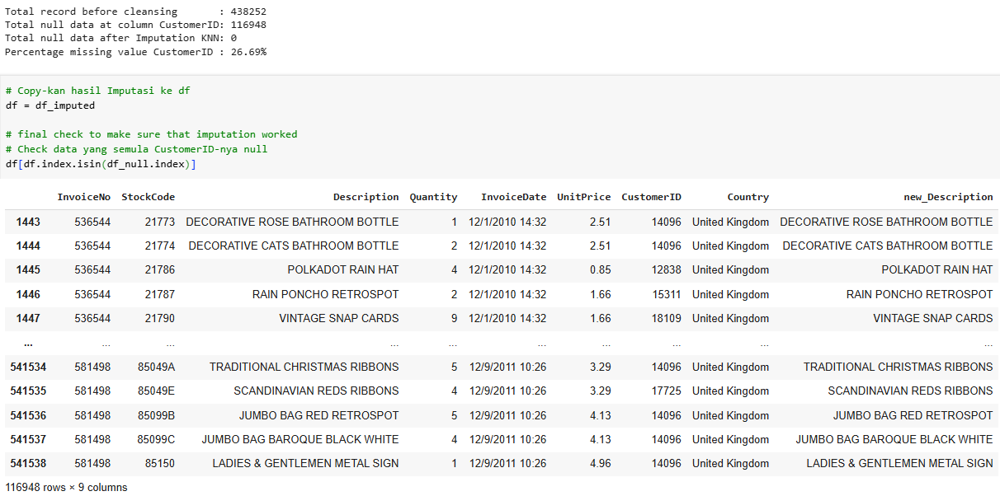 Total record before cleansing       : 438252
Total null data at column CustomerID: 116948
Total null data after Imputation KNN: 0
Percentage missing value CustomerID : 26.69%
# Copy-kan hasil Imputasi ke df
df = df_imputed
# final check to make sure that imputation worked
# Check data yang semula CustomerID-nya null
df[df.index.isin(df_null.index)]
InvoiceNo StockCode Description Quantity InvoiceDate UnitPrice CustomerID Country new_Description
1443 536544 21773 DECORATIVE ROSE BATHROOM BOTTLE 1 12/1/2010 14:32 2.51 14096 United Kingdom DECORATIVE ROSE BATHROOM BOTTLE
1444 536544 21774 DECORATIVE CATS BATHROOM BOTTLE 2 12/1/2010 14:32 2.51 14096 United Kingdom DECORATIVE CATS BATHROOM BOTTLE
1445 536544 21786 POLKADOT RAIN HAT 4 12/1/2010 14:32 0.85 12838 United Kingdom POLKADOT RAIN HAT
1446 536544 21787 RAIN PONCHO RETROSPOT 2 12/1/2010 14:32 1.66 15311 United Kingdom RAIN PONCHO RETROSPOT
1447 536544 21790 VINTAGE SNAP CARDS 9 12/1/2010 14:32 1.66 18109 United Kingdom VINTAGE SNAP CARDS
... ... ... ... ... ... ... ... ... ...
541534 581498 85049A TRADITIONAL CHRISTMAS RIBBONS 5 12/9/2011 10:26 3.29 14096 United Kingdom TRADITIONAL CHRISTMAS RIBBONS
541535 581498 85049E SCANDINAVIAN REDS RIBBONS 4 12/9/2011 10:26 3.29 17725 United Kingdom SCANDINAVIAN REDS RIBBONS
541536 581498 85099B JUMBO BAG RED RETROSPOT 5 12/9/2011 10:26 4.13 14096 United Kingdom JUMBO BAG RED RETROSPOT
541537 581498 85099C JUMBO BAG BAROQUE BLACK WHITE 4 12/9/2011 10:26 4.13 14096 United Kingdom JUMBO BAG BAROQUE BLACK WHITE
541538 581498 85150 LADIES & GENTLEMEN METAL SIGN 1 12/9/2011 10:26 4.96 14096 United Kingdom LADIES & GENTLEMEN METAL SIGN
116948 rows × 9 columns